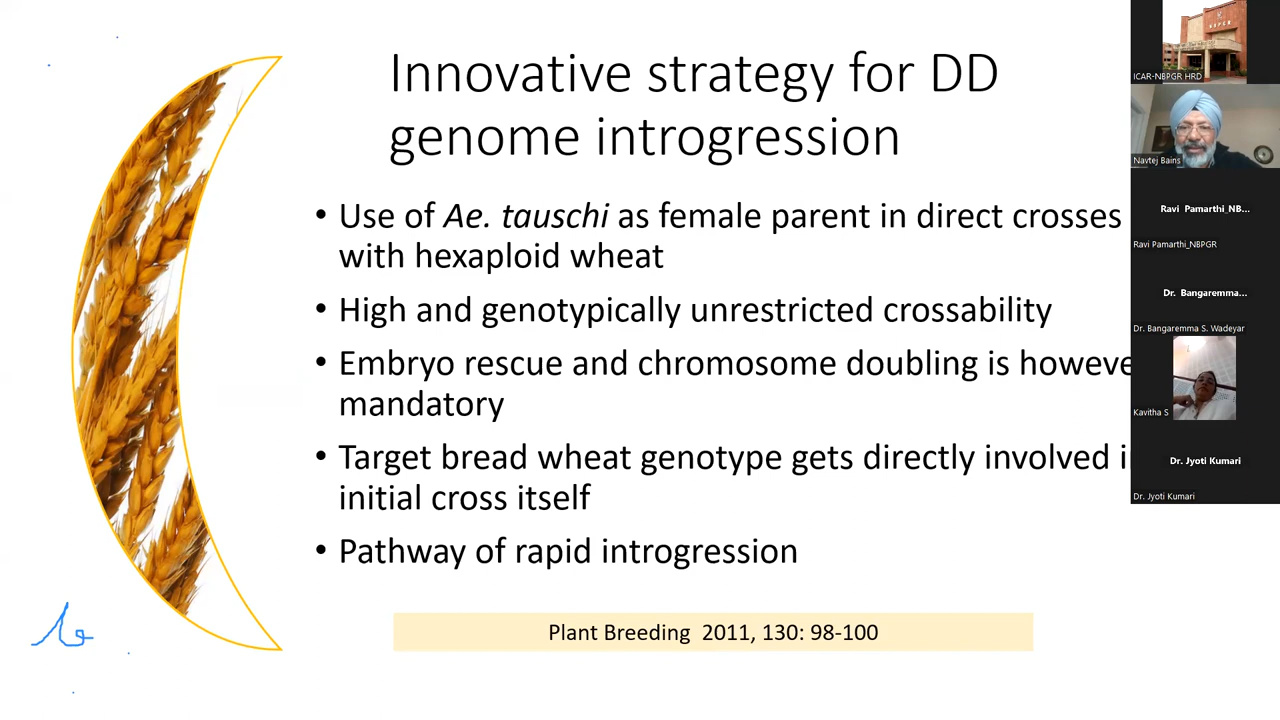 Innovative strategy for DD
genome introgression
• Use of Ae. tauschi as female parent in direct crosses
with hexaploid wheat
• High and genotypically unrestricted crossability
• Embryo rescue and chromosome doubling is howeve
mandatory
• Target bread wheat genotype gets directly involved i
initial cross itself
• Pathway of rapid introgression
Plant Breeding 2011, 130: 98-100
ICAR-NBPGR HRD
Navtej Bains
Ravi Pamarthi_NB...
Ravi Pamarthi_NBPGR
Dr. Bangaremma...
Dr. Bangaremma S. Wadeyar
Kavitha S
Dr. Jyoti Kumari
Dr. Jyoti Kumari